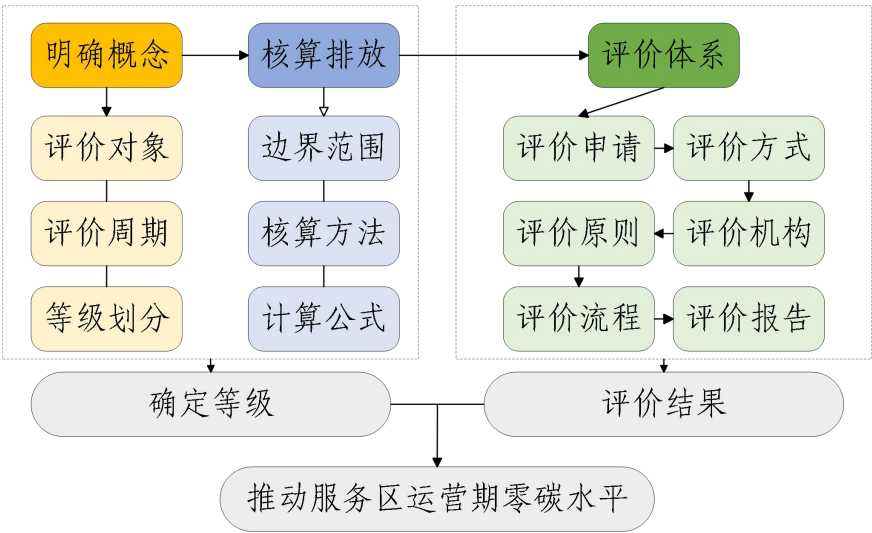 明确概念
核算排放
评价体系
评价对象
边界范围
评价申请
评价方式
评价周期
核算方法
评价原则
评价机构
等级划分
计算公式
评价流程
评价报告
确定等级
评价结果
推动服务区运营期零碳水平